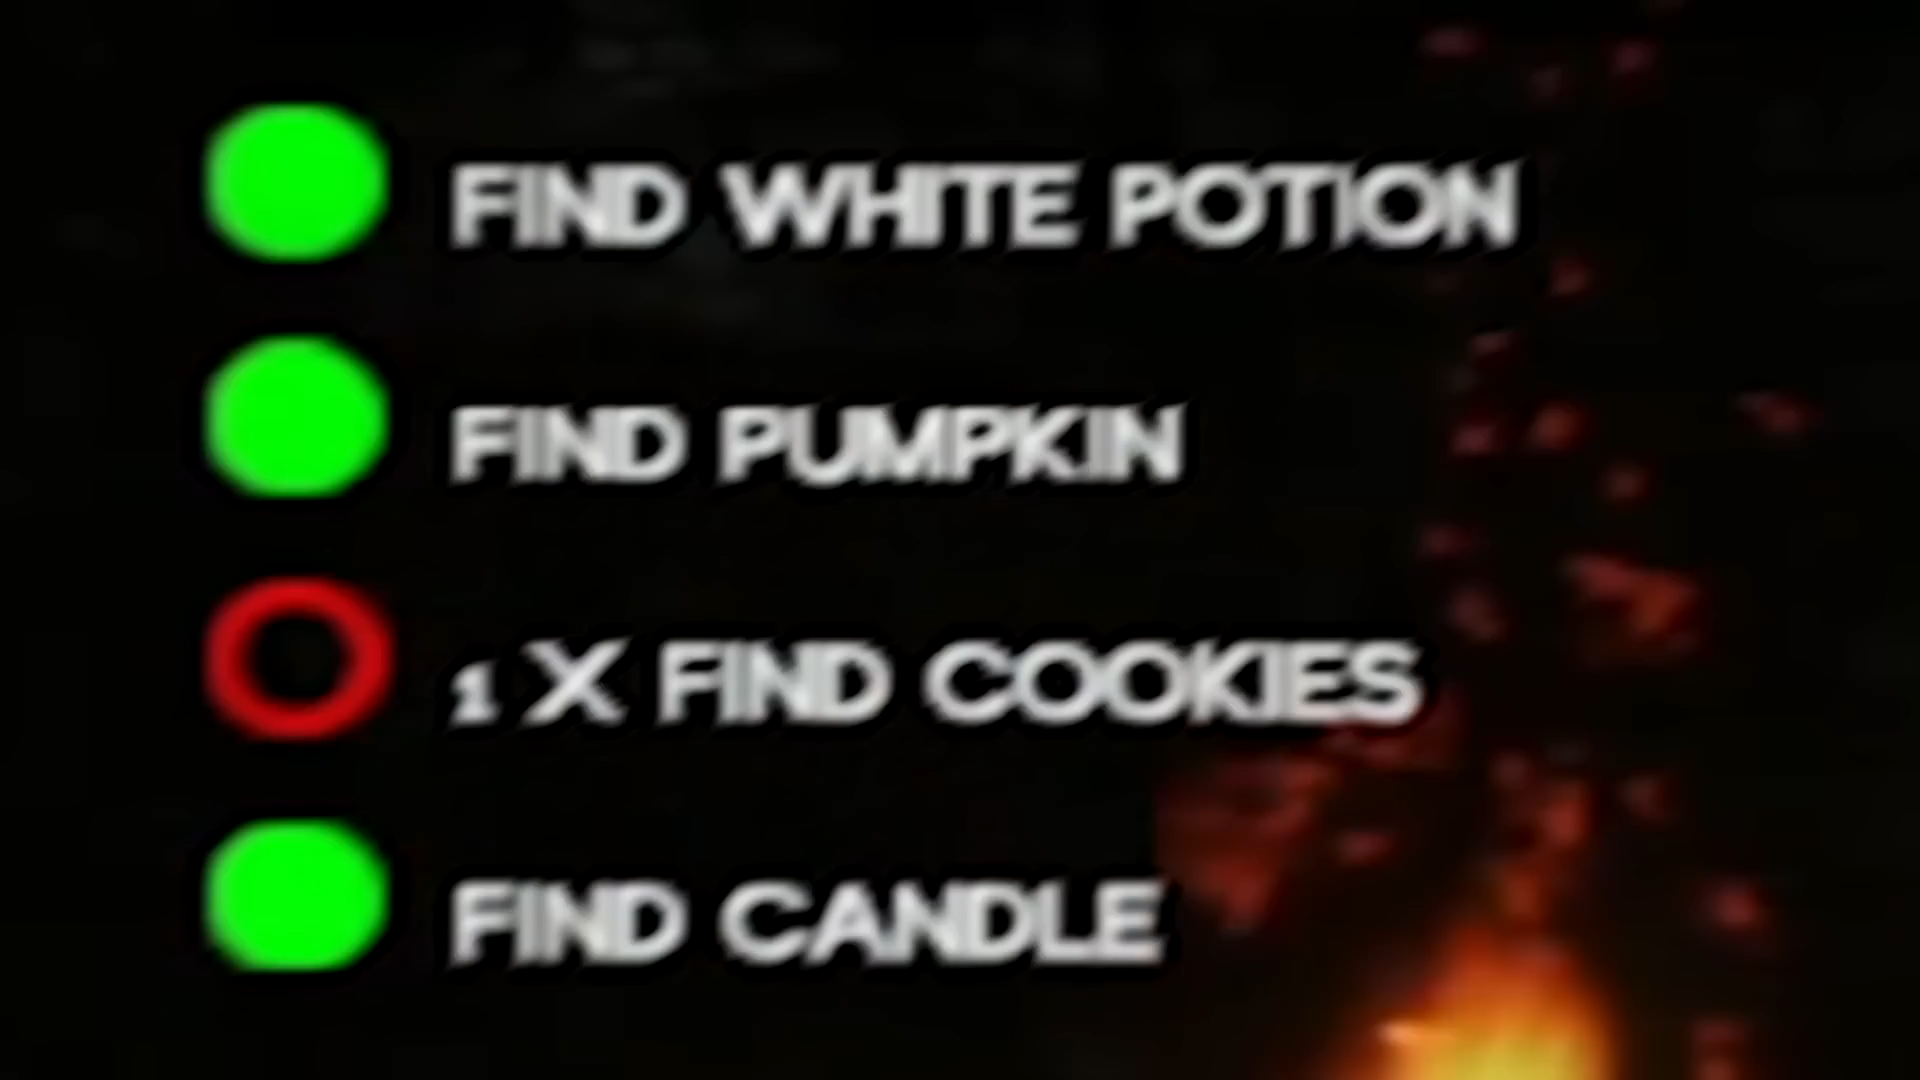 FIND WHITE POTION
FIND PUMPKIN
1 X FIND COOKIES
FIND CANDLE